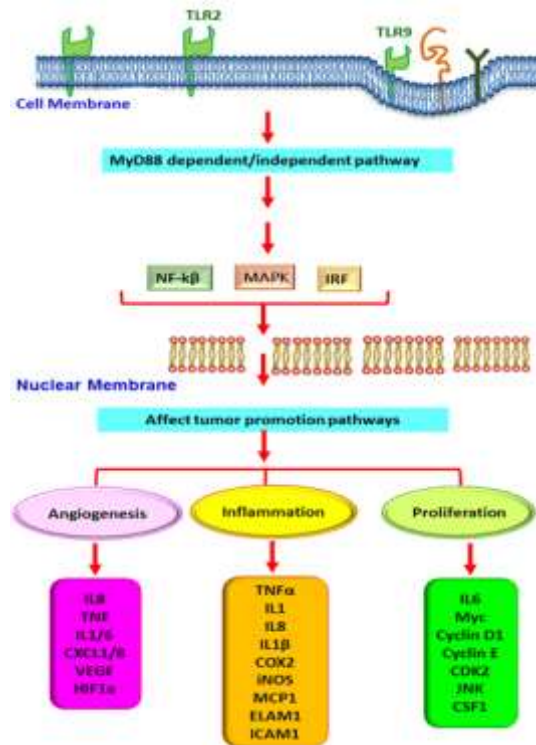 TLR2
TLR9
Cell Membrane
MyD88 dependent/independent pathway
NF-kβ
MAPK
IRF
Nuclear Membrane
Affect tumor promotion pathways
Angiogenesis
Inflammation
Proliferation
IL8
TNF
IL1/6
CXCL1/8
VEGF
HIF1α
TNFα
IL1
IL8
IL1β
COX2
iNOS
MCP1
ELAM1
ICAM1
IL6
Myc
Cyclin D1
Cyclin E
CDK2
JNK
CSF1